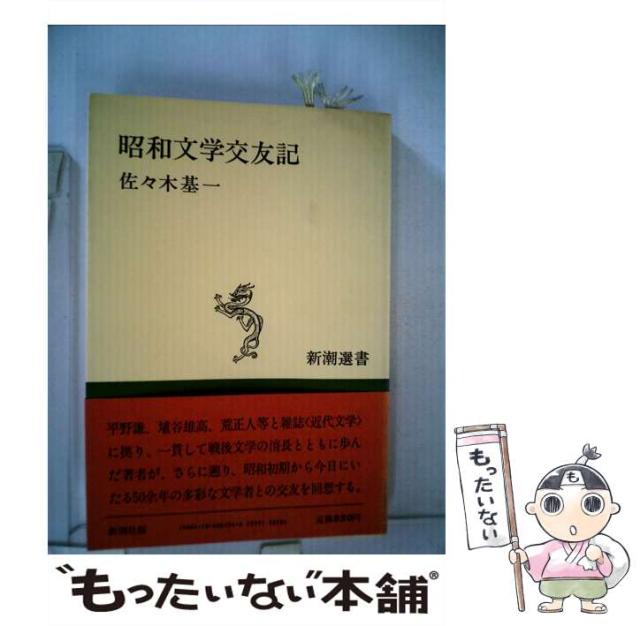 昭和文学交友記
佐々木基一
新潮選書
平野謙、埴谷雄高、荒正人等と雑誌〈近代文学〉
に拠り、一貫して戦後文学の消長とともに歩ん
だ著者が、さらに遡り、昭和初期から今日にい
たる50余年の多彩な文学者との交友を回想する。
新潮社版
もったいない
“もったいない”本舗®